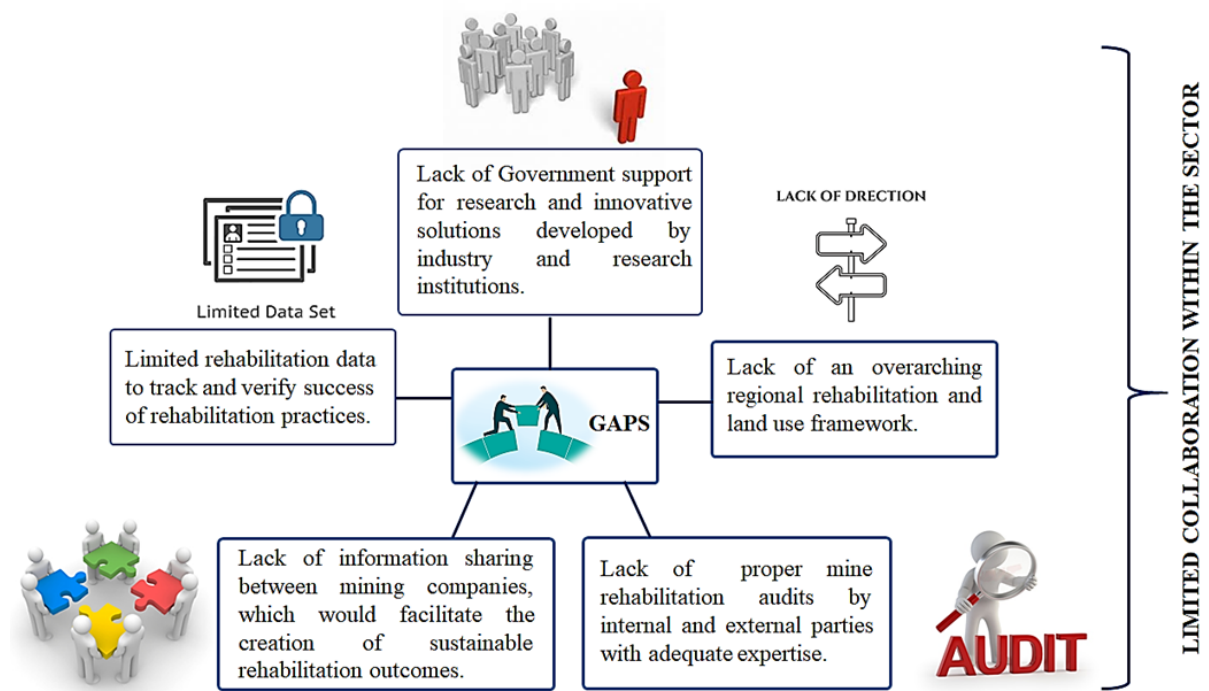 Lack of Government support
for research and innovative
solutions developed by
industry and research
institutions.
LACK OF DRECTION
Limited Data Set
Limited rehabilitation data
to track and verify success
of rehabilitation practices.
GAPS
Lack of an overarching
regional rehabilitation and
land use framework.
Lack of information sharing
between mining companies,
which would facilitate the
creation of sustainable
rehabilitation outcomes.
Lack of proper mine
rehabilitation audits by
internal and external parties
with adequate expertise.
AUDIT
LIMITED COLLABORATION WITHIN THE SECTOR